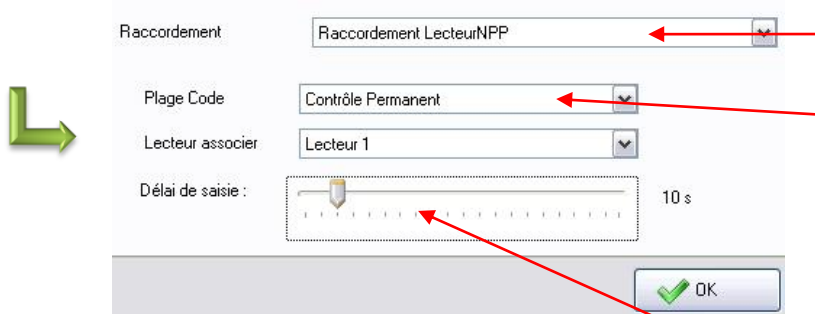 Raccordement Raccordement LecteurNPP
Plage Code Contrôle Permanent
Lecteur associer Lecteur 1
Délai de saisie : 10 s
OK